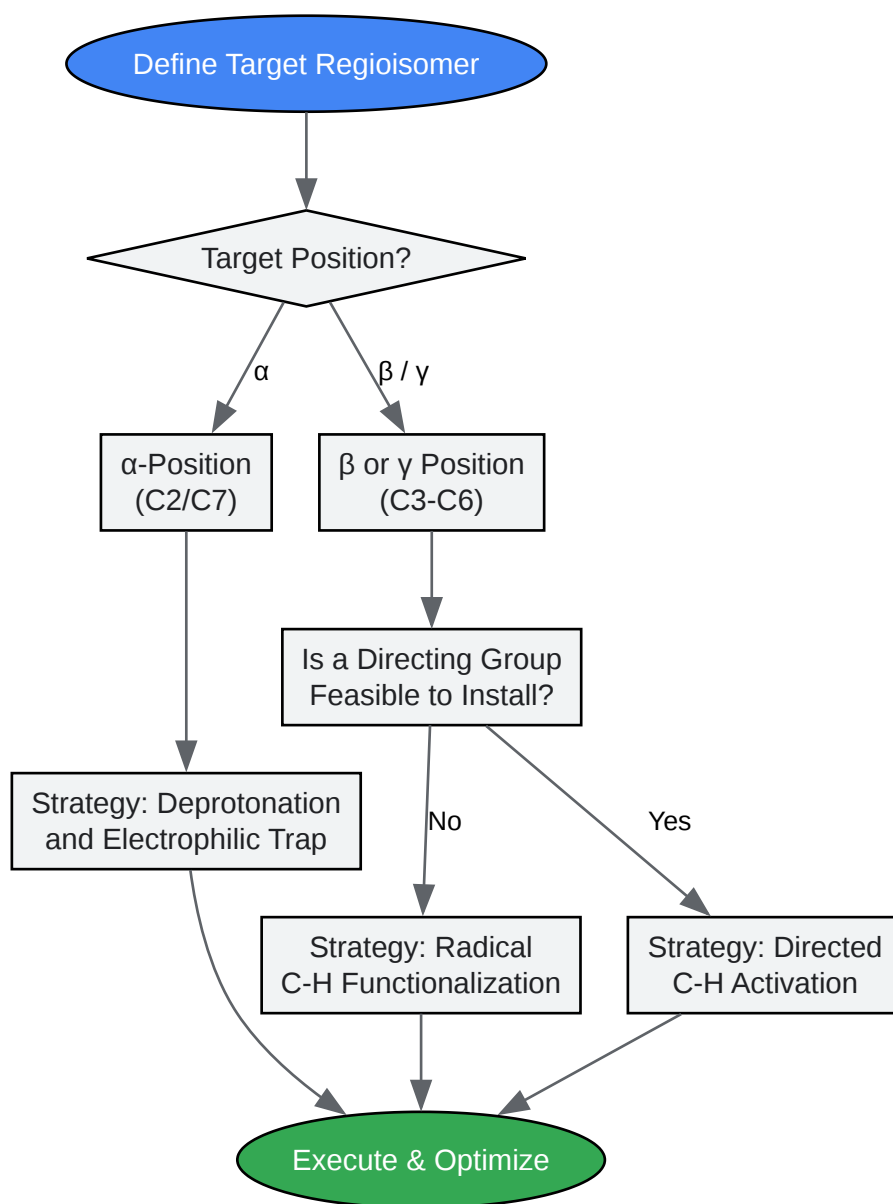 Define Target Regioisomer
Target Position?
α
β / γ
α-Position
(C2/C7)
β or γ Position
(C3-C6)
Is a Directing Group
Feasible to Install?
Strategy: Deprotonation
and Electrophilic Trap
No
Yes
Strategy: Radical
C-H Functionalization
Strategy: Directed
C-H Activation
Execute & Optimize